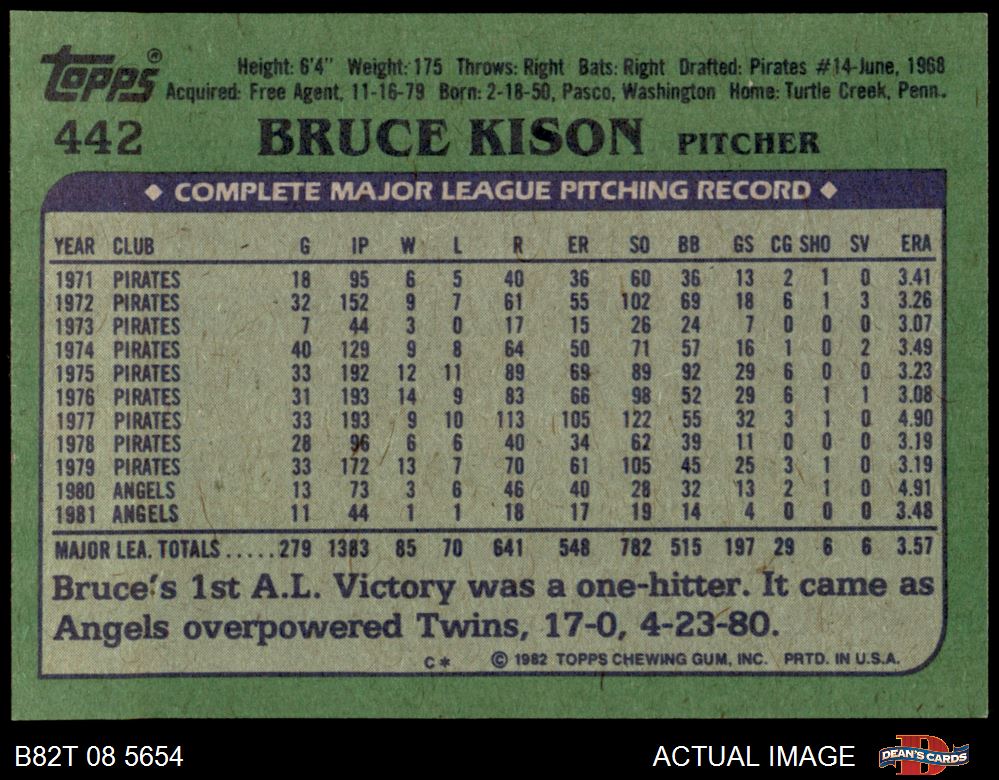 topps®
Height: 6'4" Weight: 175 Throws: Right Bats: Right Drafted: Pirates #14-June, 1968
Acquired: Free Agent, 11-16-79 Born: 2-18-50, Pasco, Washington Home: Turtle Creek, Penn.
442 BRUCE KISON PITCHER
◆ COMPLETE MAJOR LEAGUE PITCHING RECORD ◆
YEAR CLUB G IP W L R ER SO BB GS CG SHO SV ERA
1971 PIRATES 18 95 6 5 40 36 60 36 13 2 1 0 3.41
1972 PIRATES 32 152 9 7 61 55 102 69 18 6 1 3 3.26
1973 PIRATES 7 44 3 0 17 15 26 24 7 0 0 0 3.07
1974 PIRATES 40 129 9 8 64 50 71 57 16 1 0 2 3.49
1975 PIRATES 33 192 12 11 89 69 89 92 29 6 0 0 3.23
1976 PIRATES 31 193 14 9 83 66 98 52 29 6 1 1 3.08
1977 PIRATES 33 193 9 10 113 105 122 55 32 3 1 0 4.90
1978 PIRATES 28 96 6 6 40 34 62 39 11 0 0 0 3.19
1979 PIRATES 33 172 13 7 70 61 105 45 25 3 1 0 3.19
1980 ANGELS 13 73 3 6 46 40 28 32 13 2 1 0 4.91
1981 ANGELS 11 44 1 1 18 17 19 14 4 0 0 0 3.48
MAJOR LEA. TOTALS.....279 1383 85 70 641 548 782 515 197 29 6 6 3.57
Bruce's 1st A.L. Victory was a one-hitter. It came as
Angels overpowered Twins, 17-0, 4-23-80.
C* © 1982 TOPPS CHEWING GUM, INC. PRTD. IN U.S.A.
B82T 08 5654 ACTUAL IMAGE DEAN'S CARDS